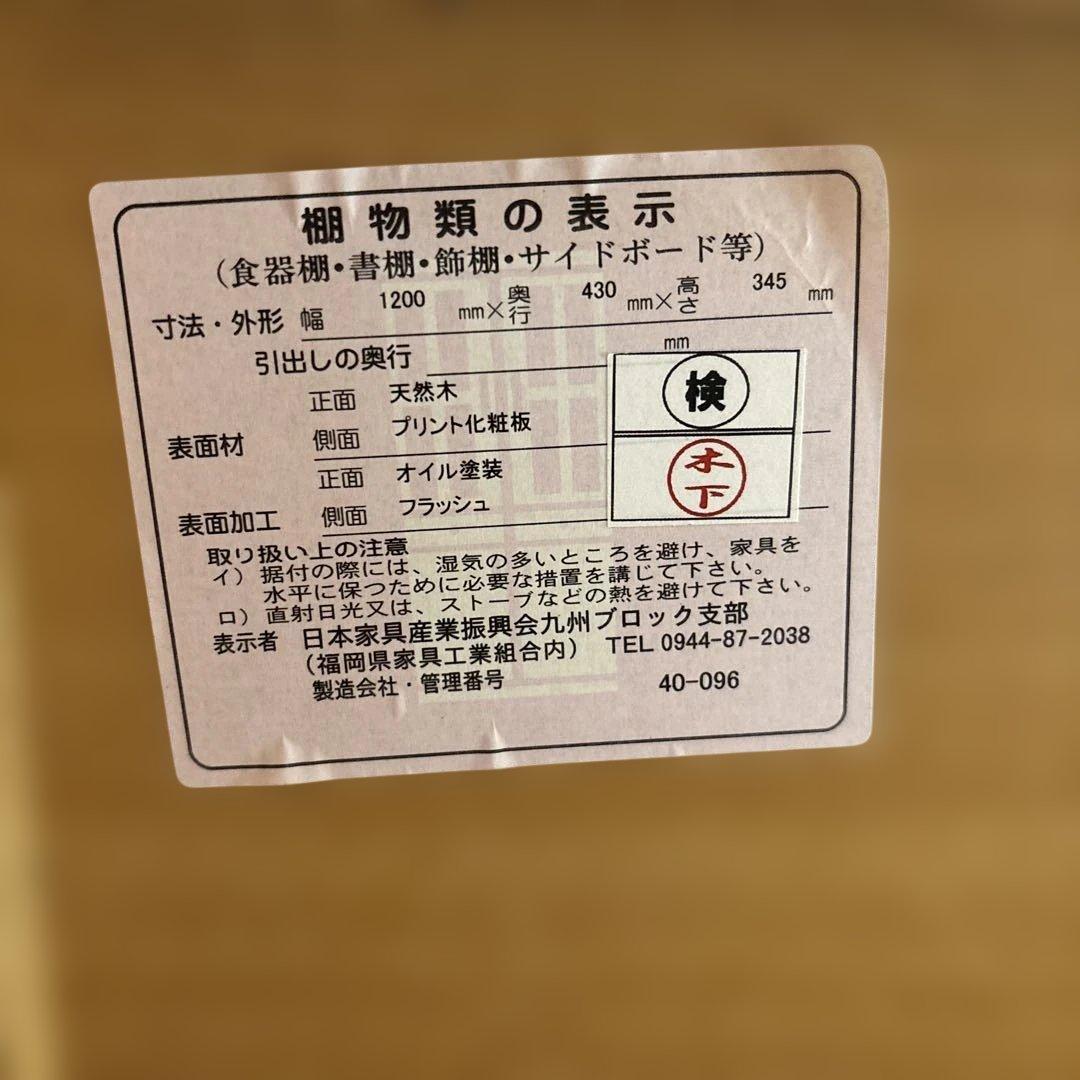 棚物類の表示
(食器棚・書棚・飾棚・サイドボード等)
寸法・外形 幅 1200 mm×奥行 430 mm×高さ 345 mm
引出しの奥行 mm
表面材 正面 天然木
側面 プリント化粧板
表面加工 正面 オイル塗装
側面 フラッシュ
検
木下
取り扱い上の注意
イ）据付の際には、湿気の多いところを避け、家具を
水平に保つために必要な措置を講じて下さい。
ロ）直射日光又は、ストーブなどの熱を避けて下さい。
表示者 日本家具産業振興会九州ブロック支部
（福岡県家具工業組合内） TEL 0944-87-2038
製造会社・管理番号 40-096